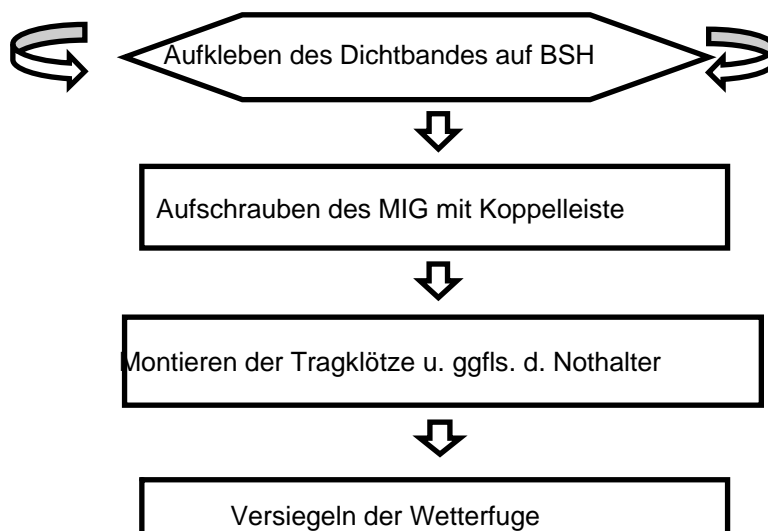 Aufkleben des Dichtbandes auf BSH
Aufschrauben des MIG mit Koppelleiste
Montieren der Tragklötze u. ggfls. d. Nothalter
Versiegeln der Wetterfuge